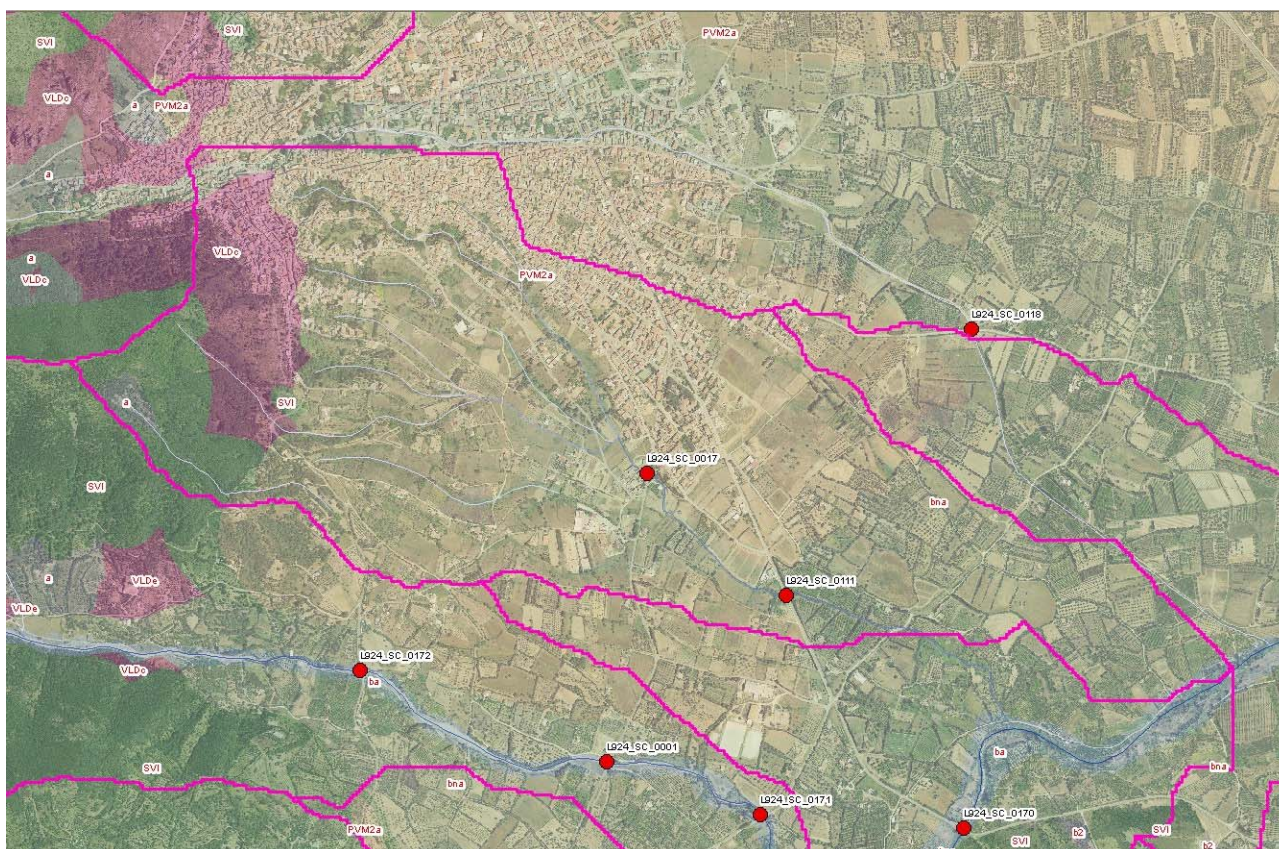 SVI
SVI
PVM2a
VLDc
a
PVM2a
a
VLDc
a
VLDc
PVM2a
L924_SC_0118
SVI
a
L924_SC_0017
SVI
bna
a
VLDe
L924_SC_0111
VLDe
L924_SC_0172
VLDc
ba
L924_SC_0001
ba
SVI
bna
bna
L924_SC_0171
L924_SC_0170
PVM2a
SVI
b2
SVI
b2